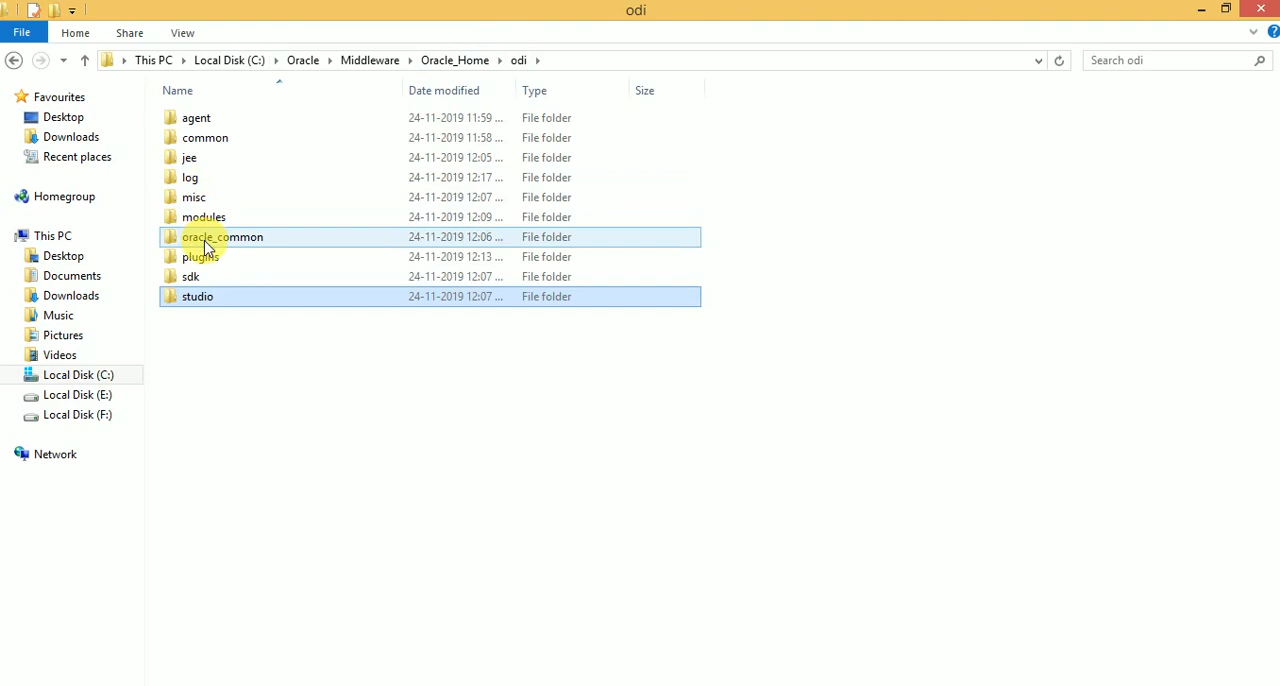 odi
File Home Share View
This PC Local Disk (C:) Oracle Middleware Oracle_Home odi Search odi
Name Date modified Type Size
Favourites
Desktop
Downloads
Recent places
Homegroup
This PC
Desktop
Documents
Downloads
Music
Pictures
Videos
Local Disk (C:)
Local Disk (E:)
Local Disk (F:)
Network
agent 24-11-2019 11:59 ... File folder
common 24-11-2019 11:58 ... File folder
jee 24-11-2019 12:05 ... File folder
log 24-11-2019 12:17 ... File folder
misc 24-11-2019 12:07 ... File folder
modules 24-11-2019 12:09 ... File folder
oracle_common 24-11-2019 12:06 ... File folder
plugins 24-11-2019 12:13 ... File folder
sdk 24-11-2019 12:07 ... File folder
studio 24-11-2019 12:07 ... File folder